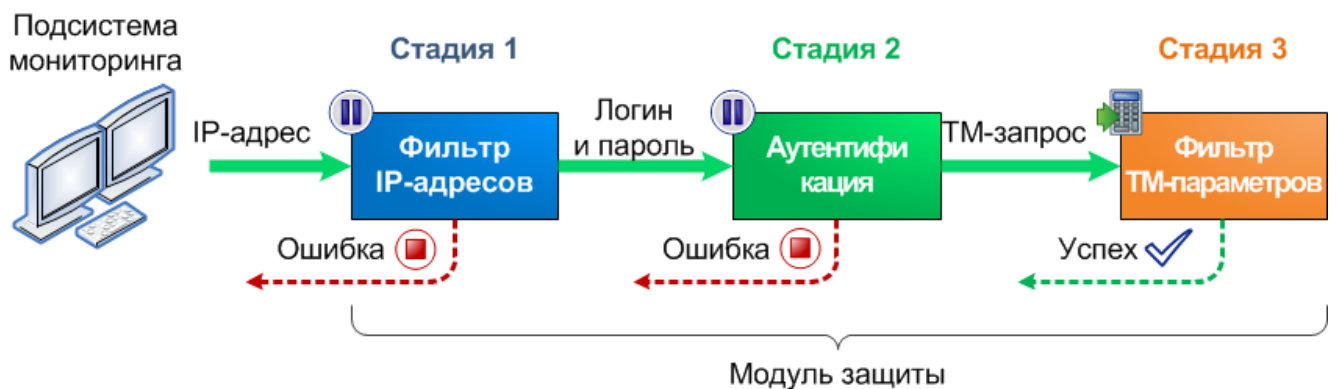 Подсистема
мониторинга
Стадия 1
Стадия 2
Стадия 3
IP-адрес
Фильтр
IP-адресов
Логин
и пароль
Аутентифи
кация
ТМ-запрос
Фильтр
ТМ-параметров
Ошибка
Ошибка
Успех
Модуль защиты